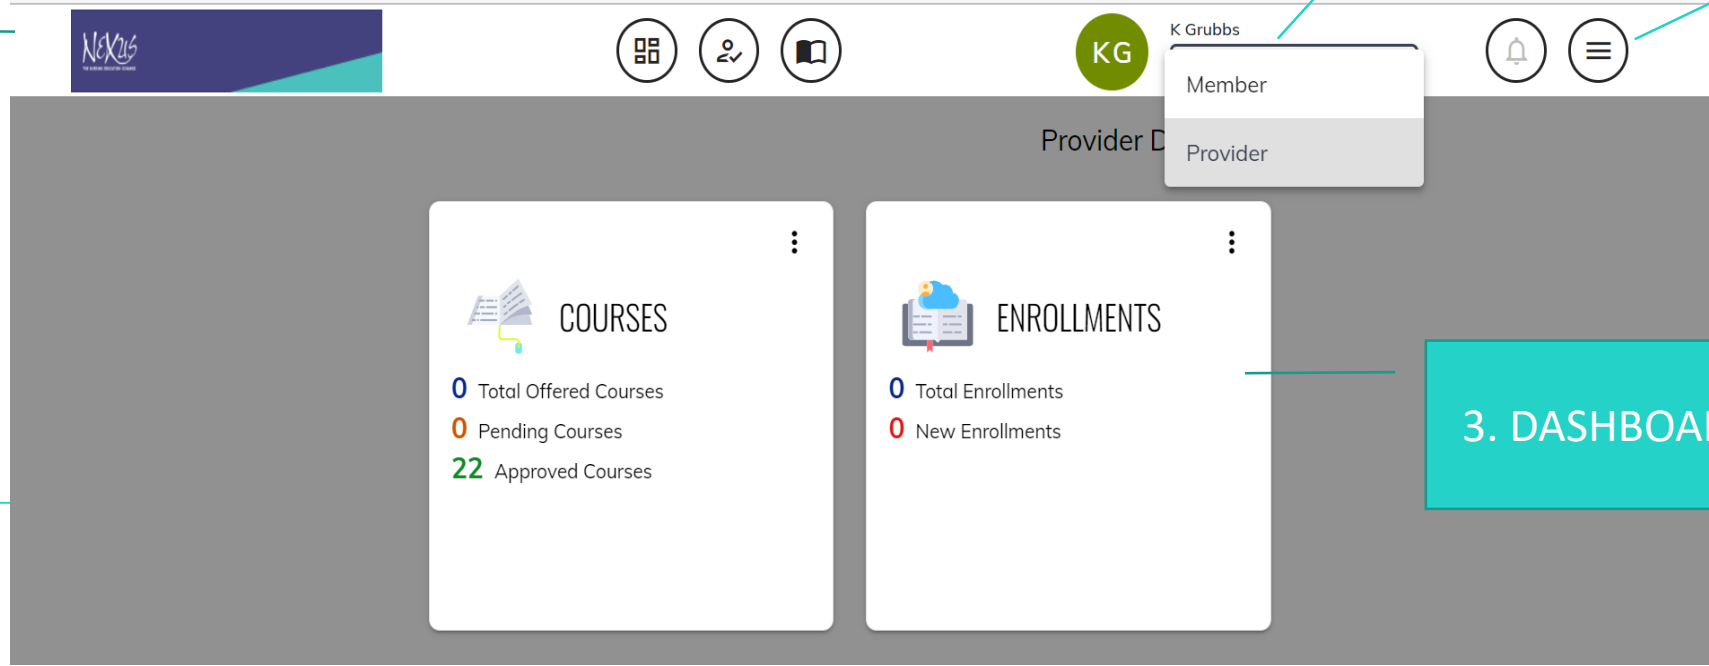 NEXUS
KG
K Grubbs
Member
Provider
Provider D
COURSES
0 Total Offered Courses
0 Pending Courses
22 Approved Courses
ENROLLMENTS
0 Total Enrollments
0 New Enrollments
3. DASHBOA